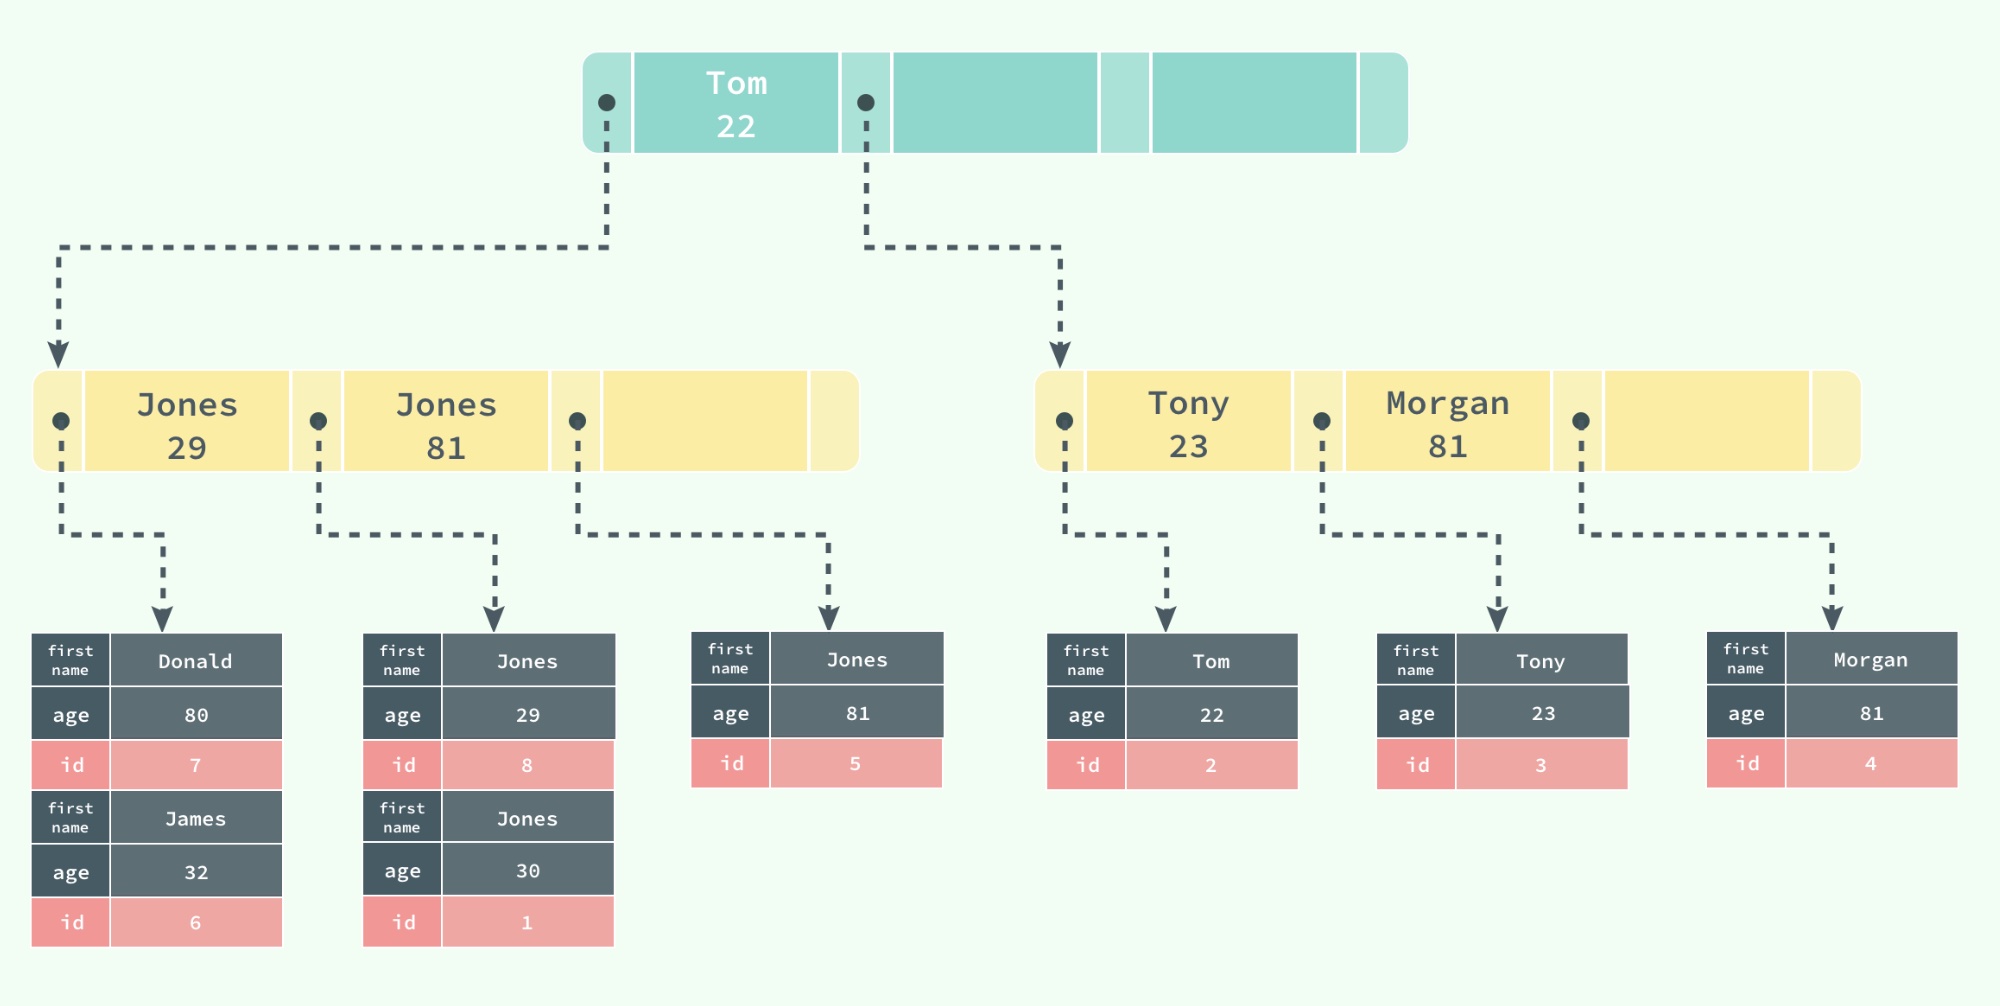 Tom
22
Jones
29
Jones
81
Tony
23
Morgan
81
first
name
Donald
age
80
id
7
first
name
James
age
32
id
6
first
name
Jones
age
29
id
8
first
name
Jones
age
30
id
1
first
name
Jones
age
81
id
5
first
name
Tom
age
22
id
2
first
name
Tony
age
23
id
3
first
name
Morgan
age
81
id
4